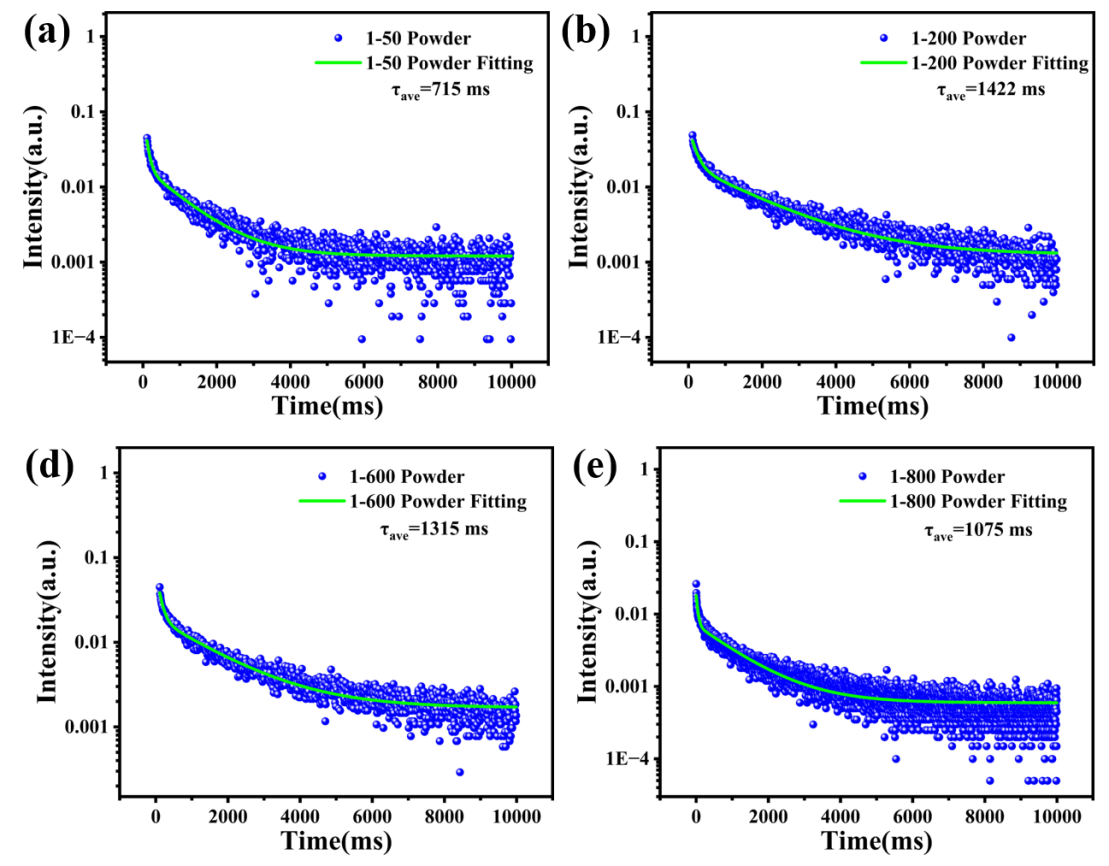 (a)
1-50 Powder
1-50 Powder Fitting
τave=715 ms
Intensity(a.u.)
1
0.1
0.01
0.001
1E−4
0 2000 4000 6000 8000 10000
Time(ms)
(b)
1-200 Powder
1-200 Powder Fitting
τave=1422 ms
Intensity(a.u.)
1
0.1
0.01
0.001
1E−4
0 2000 4000 6000 8000 10000
Time(ms)
(d)
1-600 Powder
1-600 Powder Fitting
τave=1315 ms
Intensity(a.u.)
1
0.1
0.01
0.001
0 2000 4000 6000 8000 10000
Time(ms)
(e)
1-800 Powder
1-800 Powder Fitting
τave=1075 ms
Intensity(a.u.)
1
0.1
0.01
0.001
1E−4
0 2000 4000 6000 8000 10000
Time(ms)